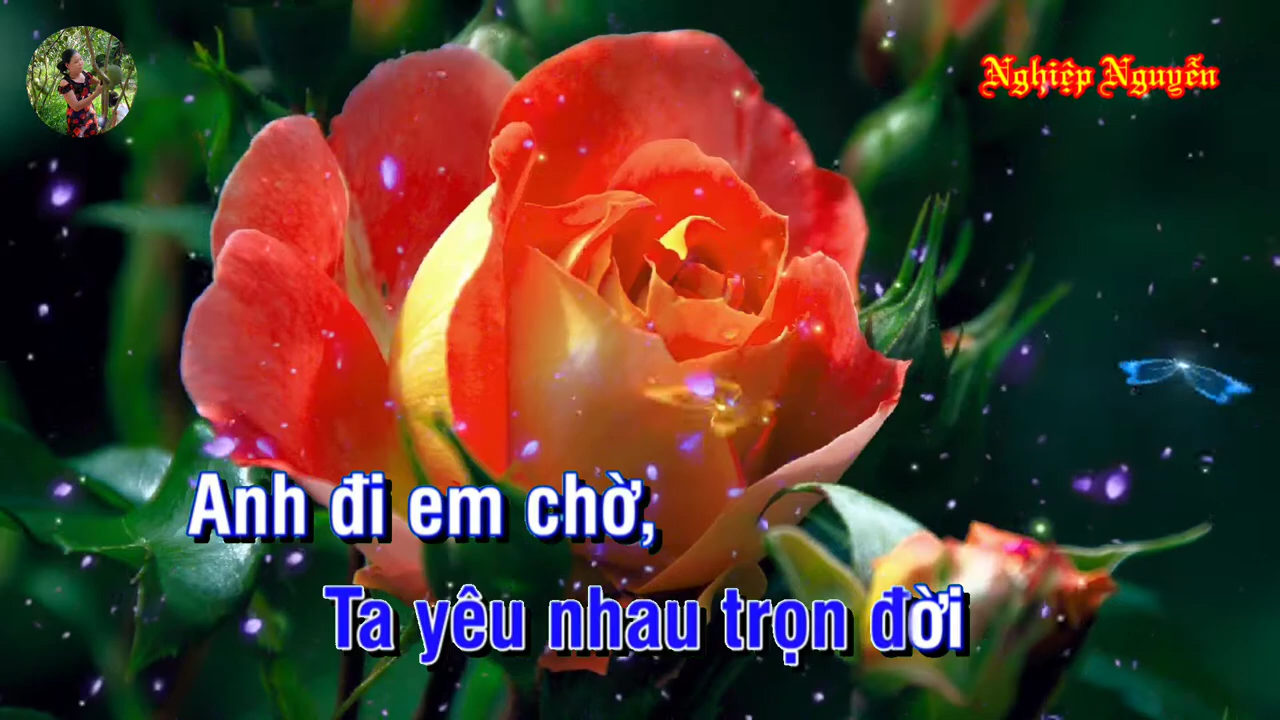 Nghiệp Nguyễn
Anh đi em chờ,
Ta yêu nhau trọn đời